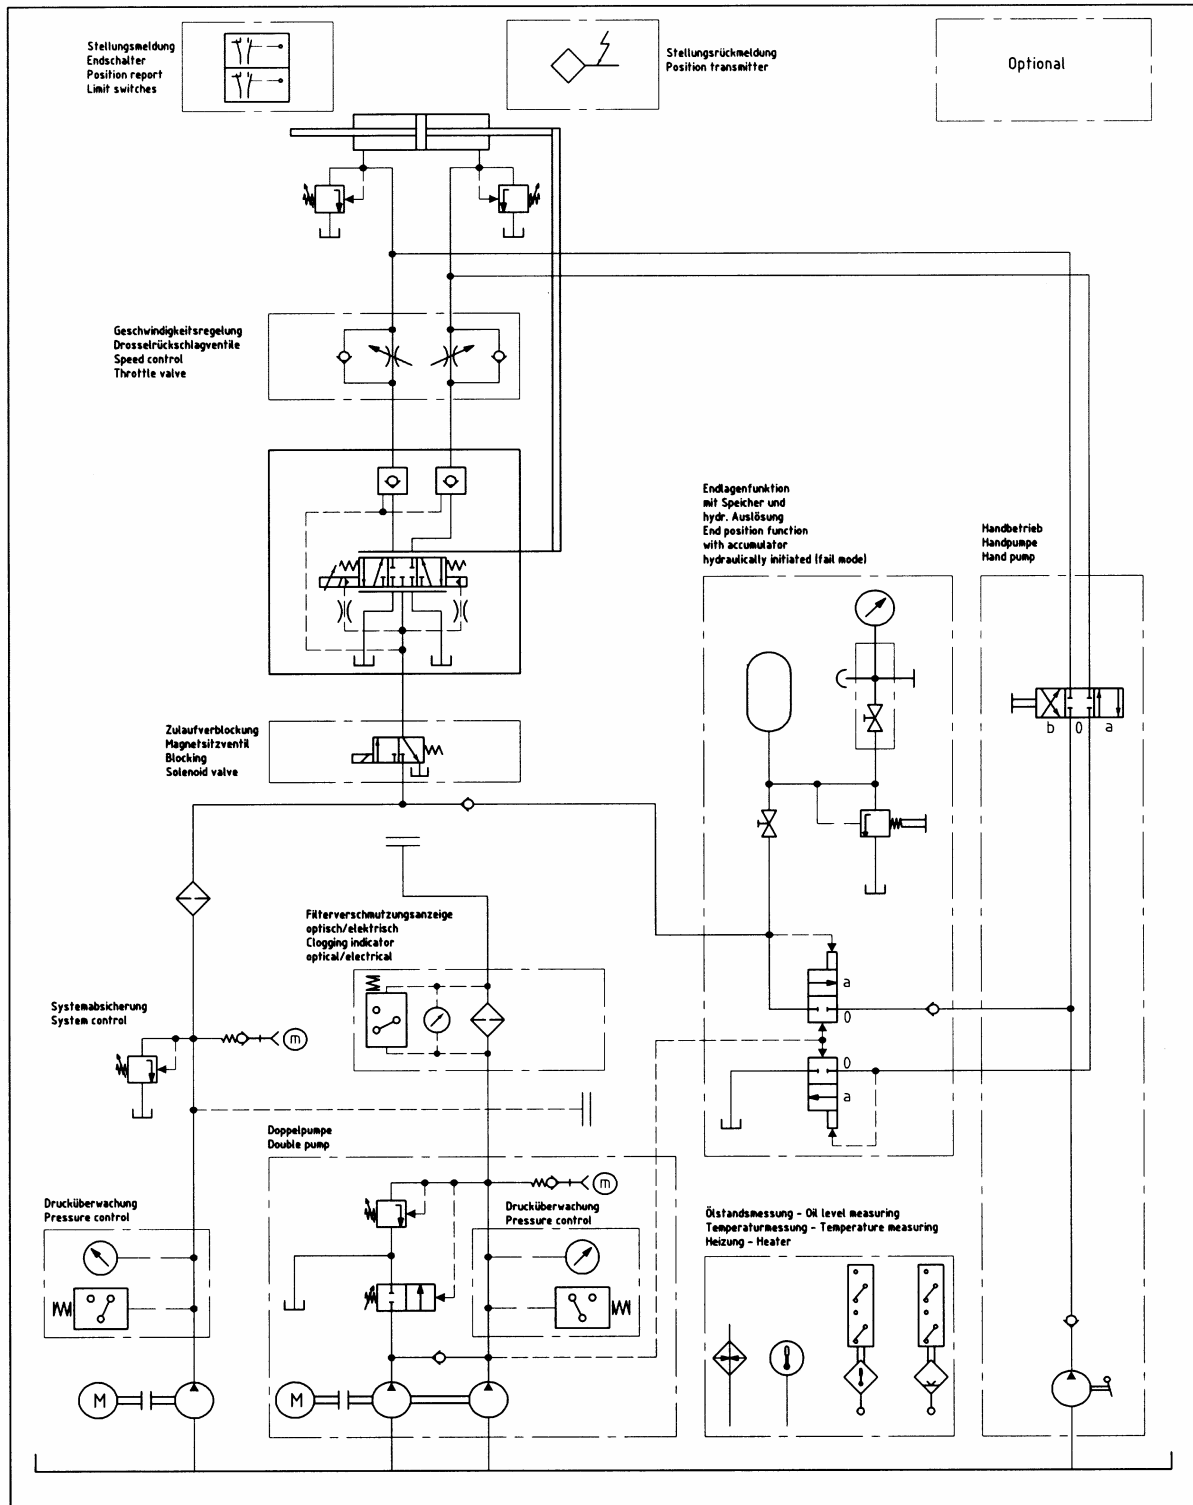 Stellungsmeldung
Endschalter
Position report
Limit switches
Stellungsrückmeldung
Position transmitter
Optional
Geschwindigkeitsregelung
Drosselrückschlagventile
Speed control
Throttle valve
Endlagenfunktion
mit Speicher und
hydr. Auslösung
End position function
with accumulator
hydraulically initiated (fail mode)
Handbetrieb
Handpumpe
Hand pump
b 0 a
Zulaufverblockung
Magnetsitzventil
Blocking
Solenoid valve
Filterverschmutzungsanzeige
optisch/elektrisch
Clogging indicator
optical/electrical
a
0
Systemabsicherung
System control
m
0
a
Doppelpumpe
Double pump
m
Drucküberwachung
Pressure control
Drucküberwachung
Pressure control
Ölstandsmessung - Oil level measuring
Temperaturmessung - Temperature measuring
Heizung - Heater
M
M